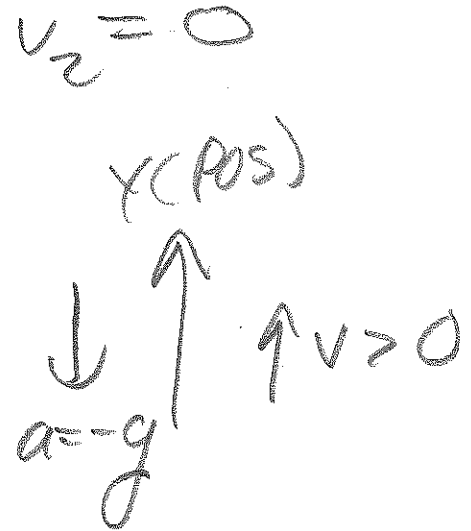 v₂ = 0
y(pos)
v > 0
a = -g